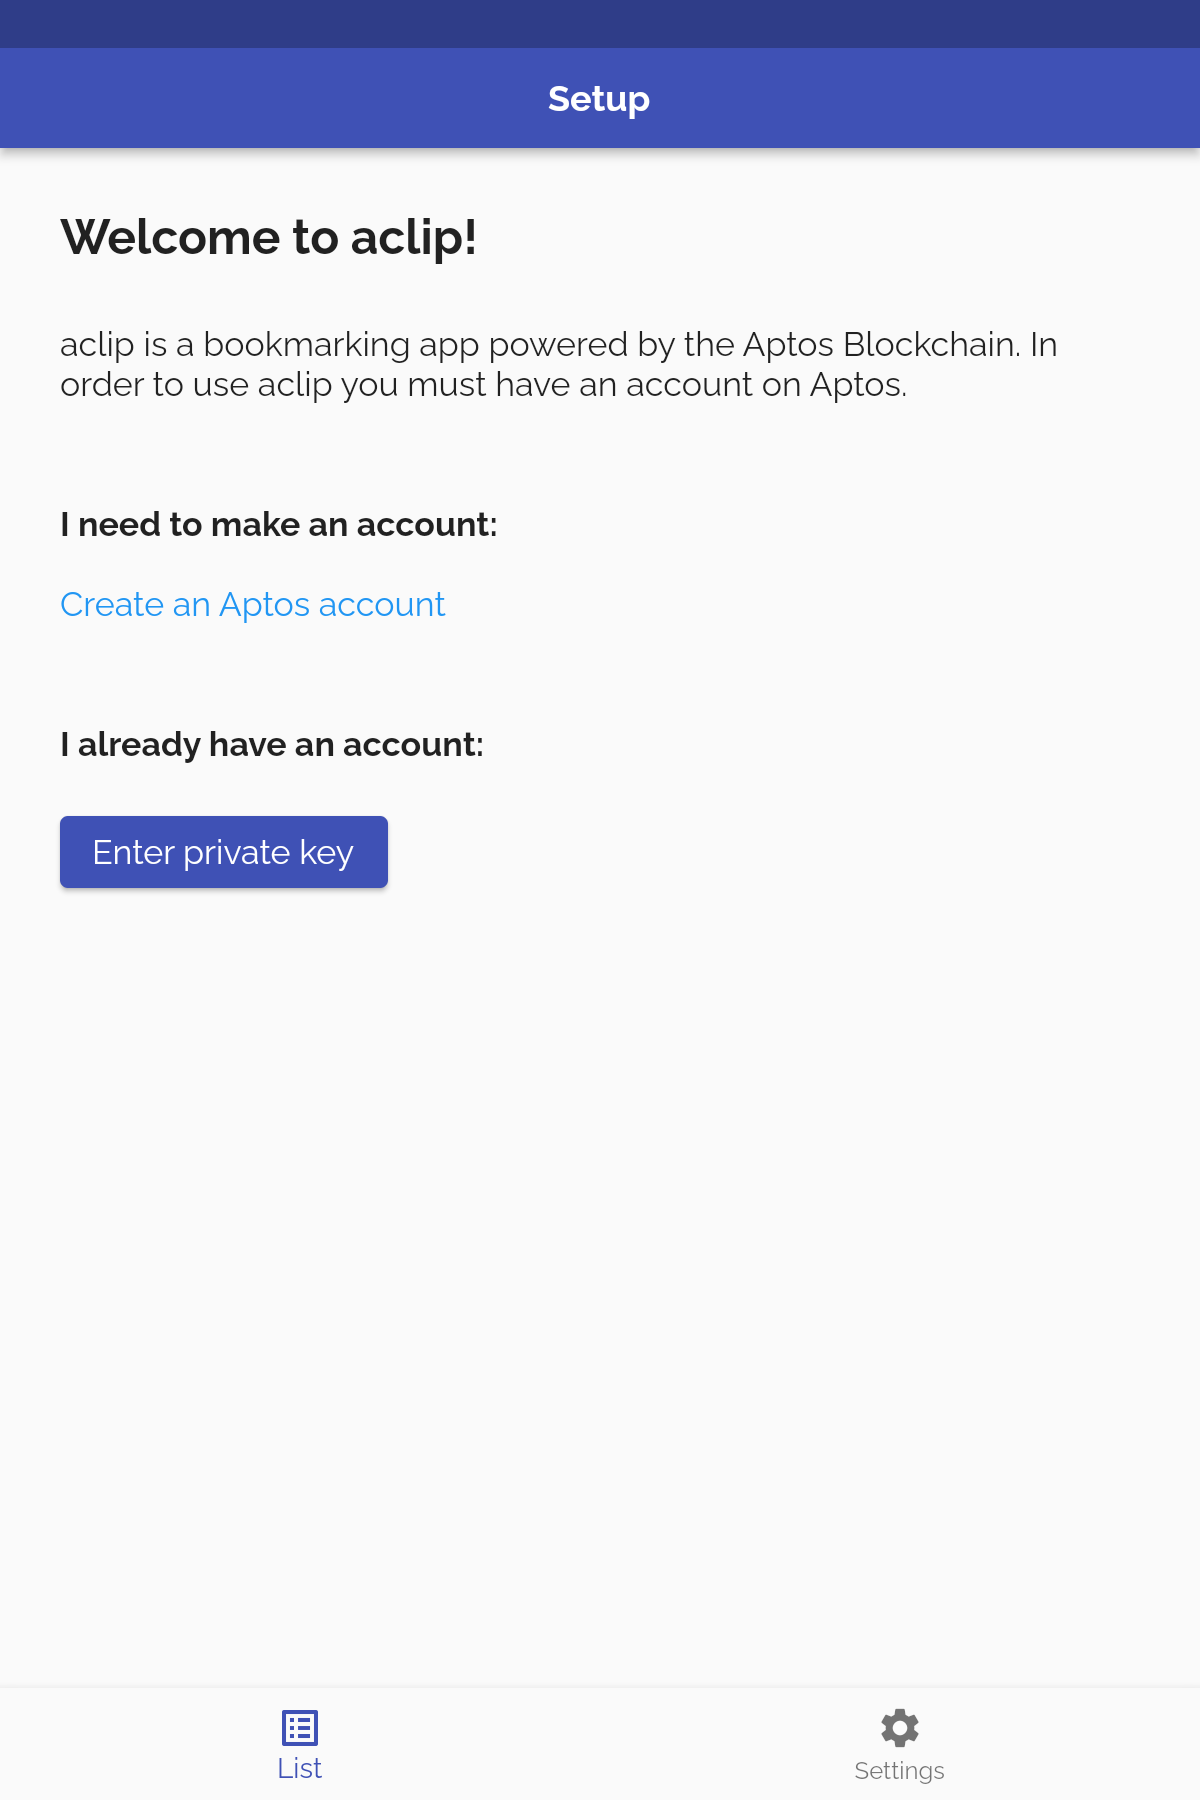 Setup
Welcome to aclip!
aclip is a bookmarking app powered by the Aptos Blockchain. In
order to use aclip you must have an account on Aptos.
I need to make an account:
Create an Aptos account
I already have an account:
Enter private key
List
Settings